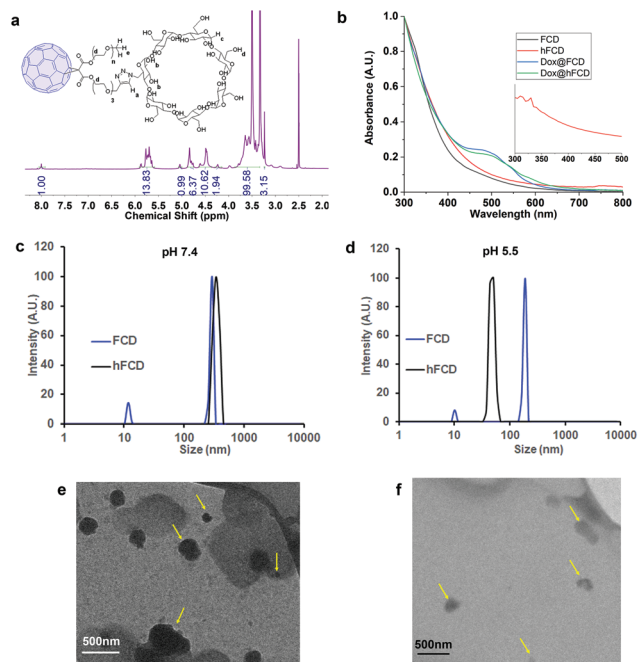 a
b
OH
HO
OH
O
d
n
H
e
O
O
d
O
3
N=N
N
a
b
b
c
d
1.00
13.83
0.99
6.37
10.62
1.94
99.58
3.15
8.0 7.5 7.0 6.5 6.0 5.5 5.0 4.5 4.0 3.5 3.0 2.5 2.0
Chemical Shift (ppm)
Absorbance (A.U.)
1.0
0.8
0.6
0.4
0.2
0.0
FCD
hFCD
Dox@FCD
Dox@hFCD
300 350 400 450 500
300 400 500 600 700 800
Wavelength (nm)
c
pH 7.4
Intensity (A.U.)
120
100
80
60
40
20
0
FCD
hFCD
1 10 100 1000 10000
Size (nm)
d
pH 5.5
Intensity (A.U.)
120
100
80
60
40
20
0
FCD
hFCD
1 10 100 1000 10000
Size (nm)
e
500nm
f
500nm